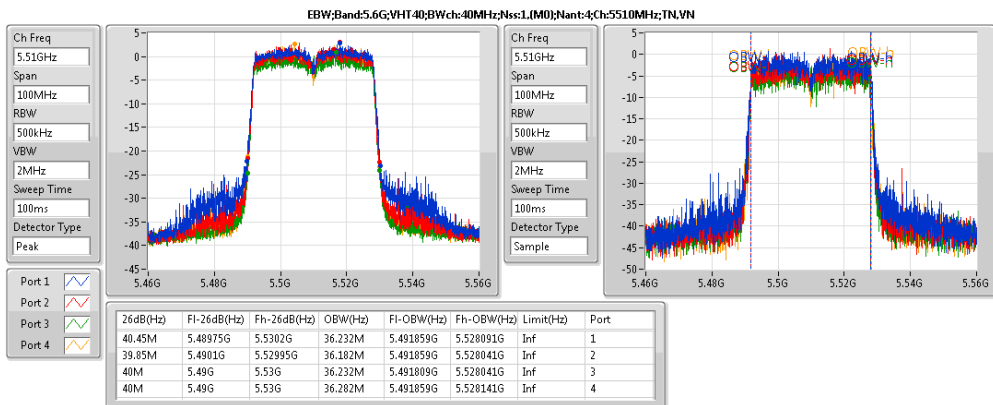 EBW;Band:5.6G;VHT40;BWch:40MHz;Nss:1,(M0);Nant:4;Ch:5510MHz;TN,VN
Ch Freq
5.51GHz
Span
100MHz
RBW
500kHz
VBW
2MHz
Sweep Time
100ms
Detector Type
Peak
5
0
-5
-10
-15
-20
-25
-30
-35
-40
-45
5.46G 5.48G 5.5G 5.52G 5.54G 5.56G
Ch Freq
5.51GHz
Span
100MHz
RBW
500kHz
VBW
2MHz
Sweep Time
100ms
Detector Type
Sample
5
0
-5
-10
-15
-20
-25
-30
-35
-40
-45
-50
5.46G 5.48G 5.5G 5.52G 5.54G 5.56G
Port 1
Port 2
Port 3
Port 4
26dB(Hz) Fl-26dB(Hz) Fh-26dB(Hz) OBW(Hz) Fl-OBW(Hz) Fh-OBW(Hz) Limit(Hz) Port
40.45M 5.48975G 5.5302G 36.232M 5.491859G 5.528091G Inf 1
39.85M 5.4901G 5.52995G 36.182M 5.491859G 5.528041G Inf 2
40M 5.49G 5.53G 36.232M 5.491809G 5.528041G Inf 3
40M 5.49G 5.53G 36.282M 5.491859G 5.528141G Inf 4